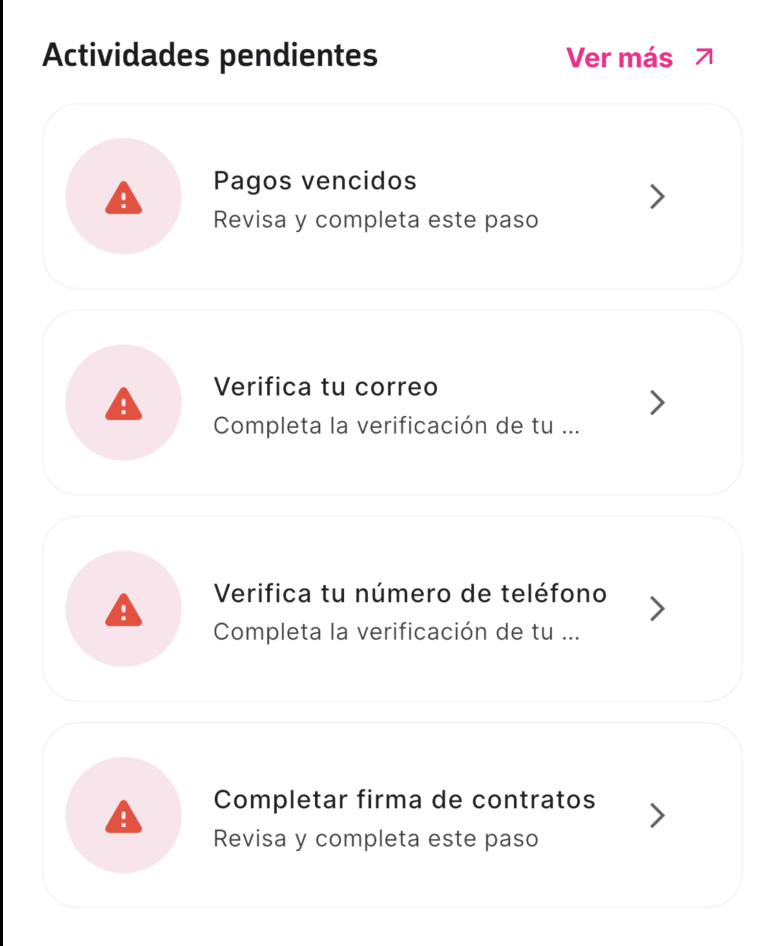 Actividades pendientes
Ver más
Pagos vencidos
Revisa y completa este paso
Verifica tu correo
Completa la verificación de tu ...
Verifica tu número de teléfono
Completa la verificación de tu ...
Completar firma de contratos
Revisa y completa este paso